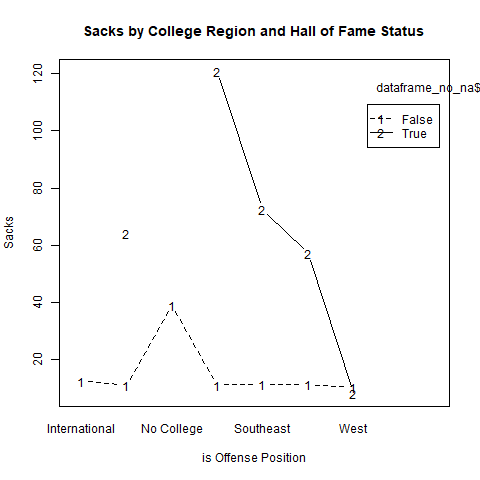 Sacks by College Region and Hall of Fame Status
dataframe_no_na$
1 False
2 True
120
100
80
60
40
20
Sacks
2
2
2
2
2
1
1
1
1
1
1
1
International No College Southeast West
is Offense Position